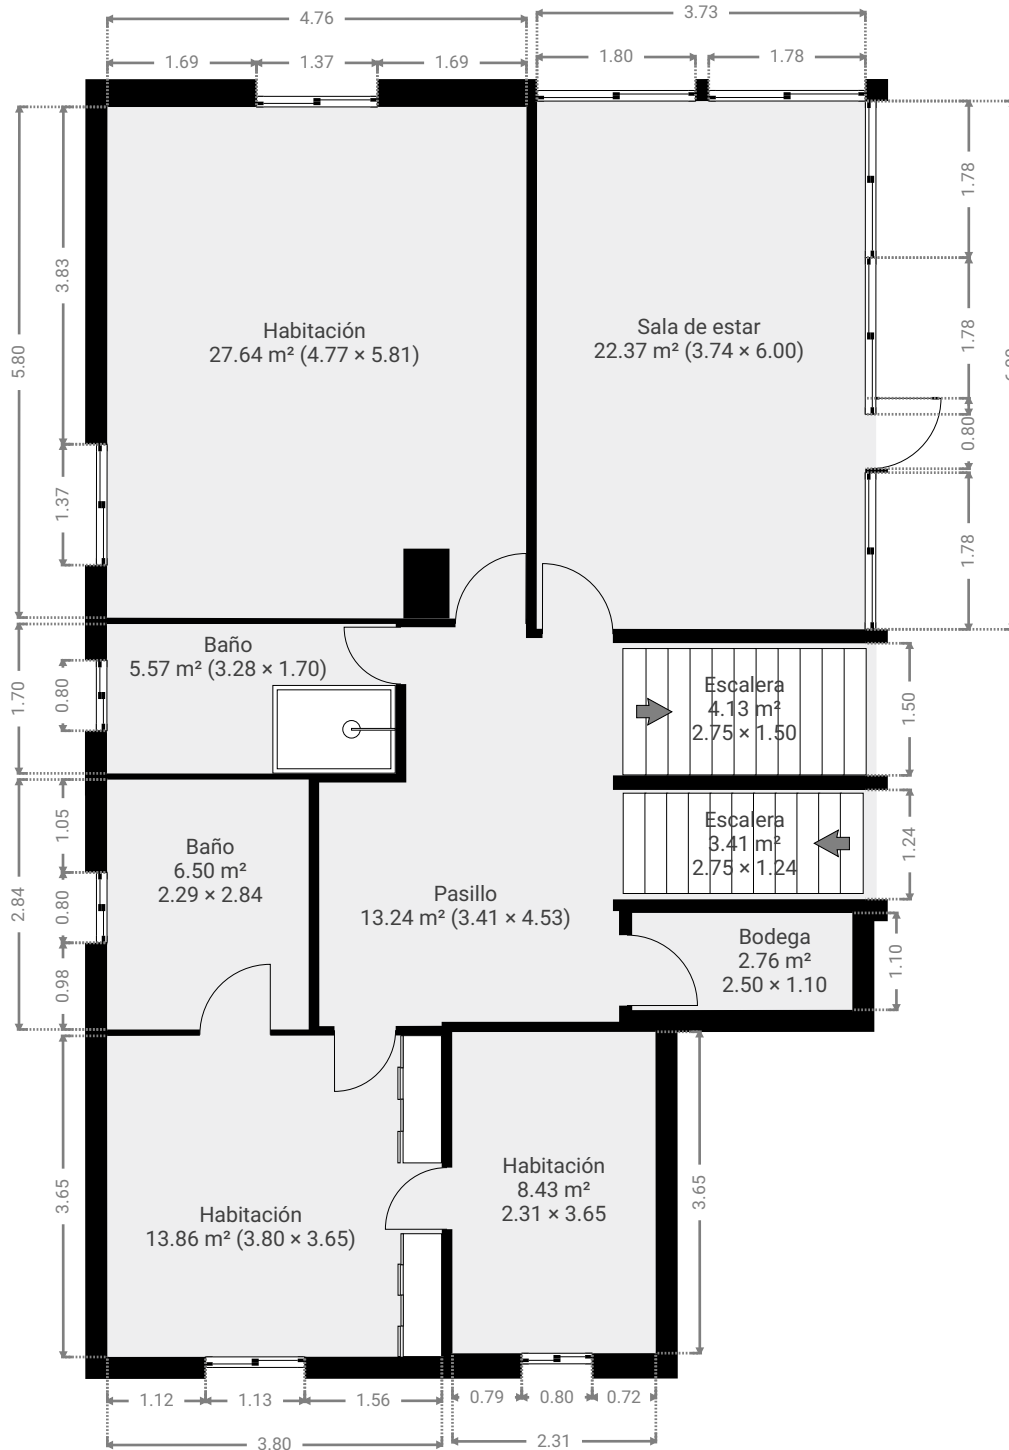 4.76
3.73
1.69
1.37
1.69
1.80
1.78
1.78
3.83
5.80
Habitación
27.64 m² (4.77 × 5.81)
Sala de estar
22.37 m² (3.74 × 6.00)
1.78
0.80
1.37
1.78
Baño
5.57 m² (3.28 × 1.70)
1.70
0.80
Escalera
4.13 m²
2.75 × 1.50
1.50
1.05
Escalera
3.41 m²
2.75 × 1.24
1.24
Baño
6.50 m²
2.29 × 2.84
2.84
0.80
Pasillo
13.24 m² (3.41 × 4.53)
0.98
Bodega
2.76 m²
2.50 × 1.10
1.10
3.65
Habitación
8.43 m²
2.31 × 3.65
3.65
Habitación
13.86 m² (3.80 × 3.65)
1.12
1.13
1.56
0.79
0.80
0.72
3.80
2.31